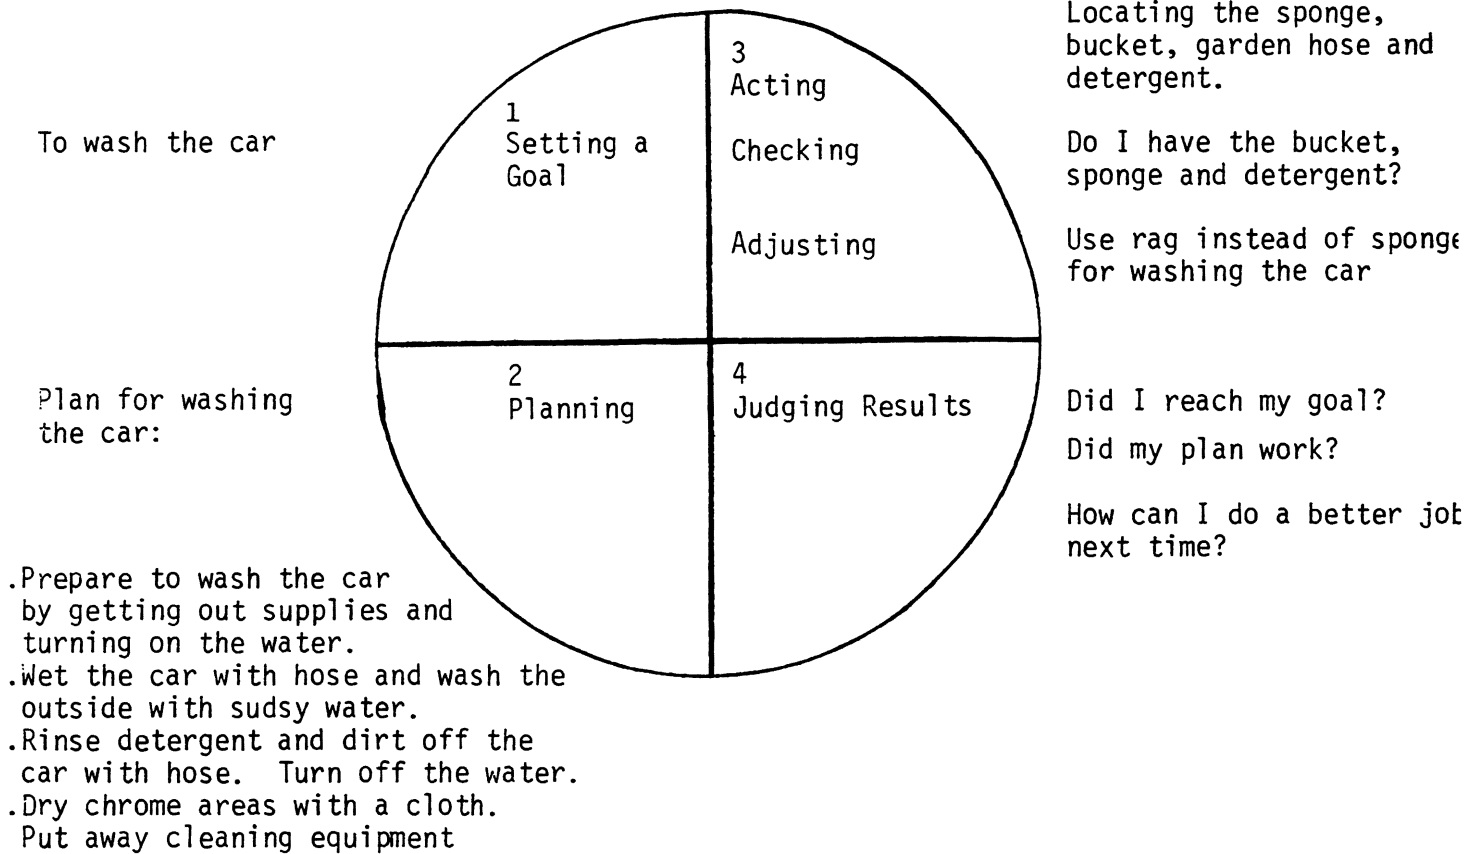 To wash the car
1
Setting a
Goal
3
Acting
Checking
Adjusting
Locating the sponge,
bucket, garden hose and
detergent.
Do I have the bucket,
sponge and detergent?
Use rag instead of sponge
for washing the car
Plan for washing
the car:
2
Planning
4
Judging Results
Did I reach my goal?
Did my plan work?
How can I do a better job
next time?
.Prepare to wash the car
by getting out supplies and
turning on the water.
.Wet the car with hose and wash the
outside with sudsy water.
.Rinse detergent and dirt off the
car with hose.  Turn off the water.
.Dry chrome areas with a cloth.
Put away cleaning equipment